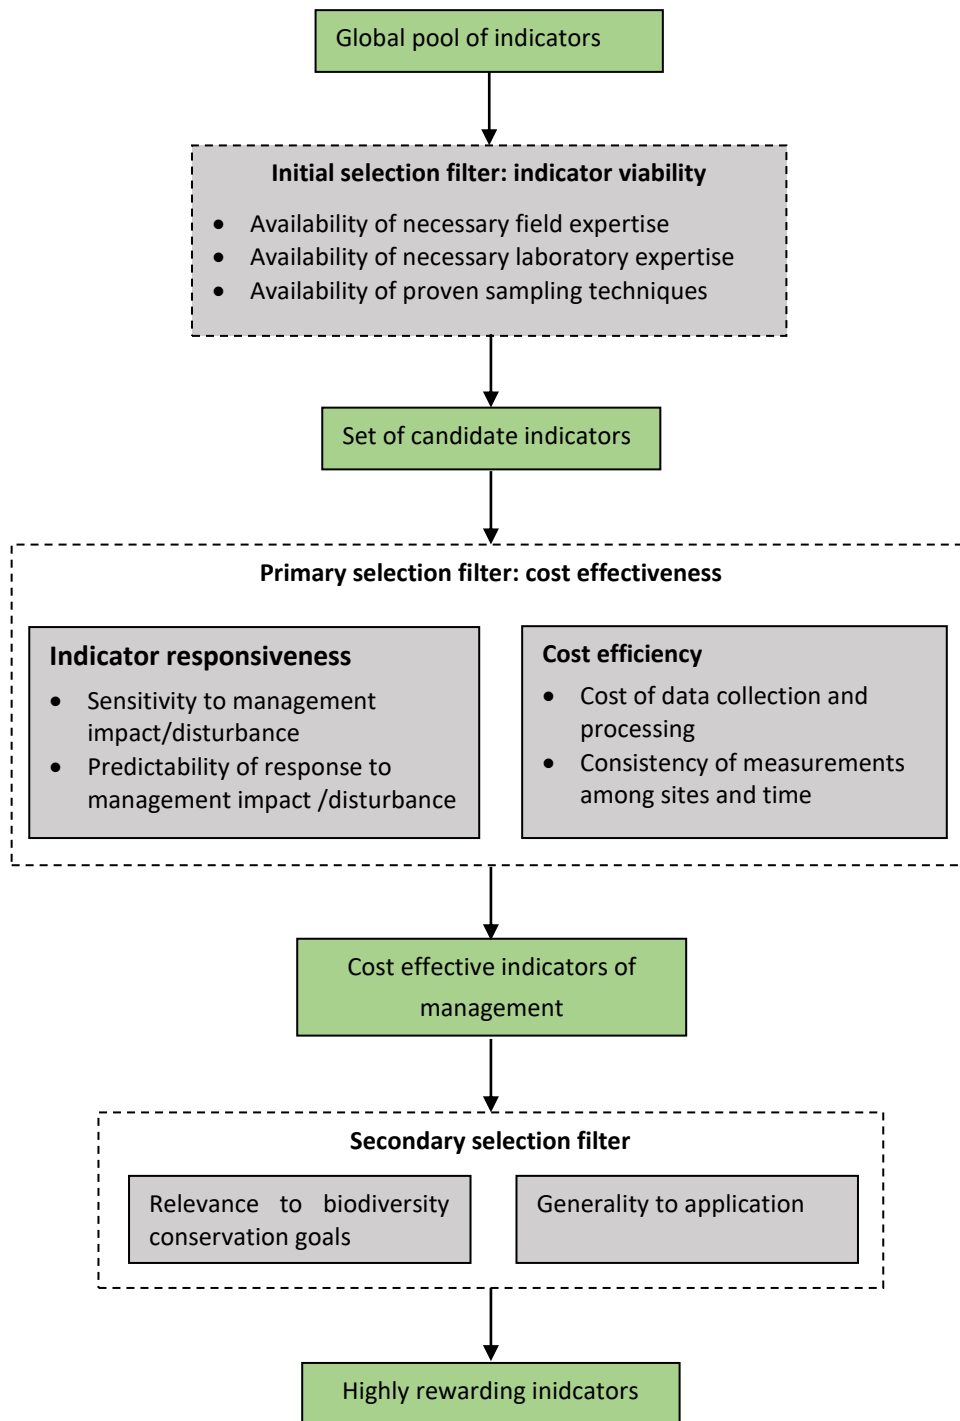 Global pool of indicators
Initial selection filter: indicator viability
• Availability of necessary field expertise
• Availability of necessary laboratory expertise
• Availability of proven sampling techniques
Set of candidate indicators
Primary selection filter: cost effectiveness
Indicator responsiveness
• Sensitivity to management
impact/disturbance
• Predictability of response to
management impact /disturbance
Cost efficiency
• Cost of data collection and
processing
• Consistency of measurements
among sites and time
Cost effective indicators of
management
Secondary selection filter
Relevance to biodiversity
conservation goals
Generality to application
Highly rewarding inidcators